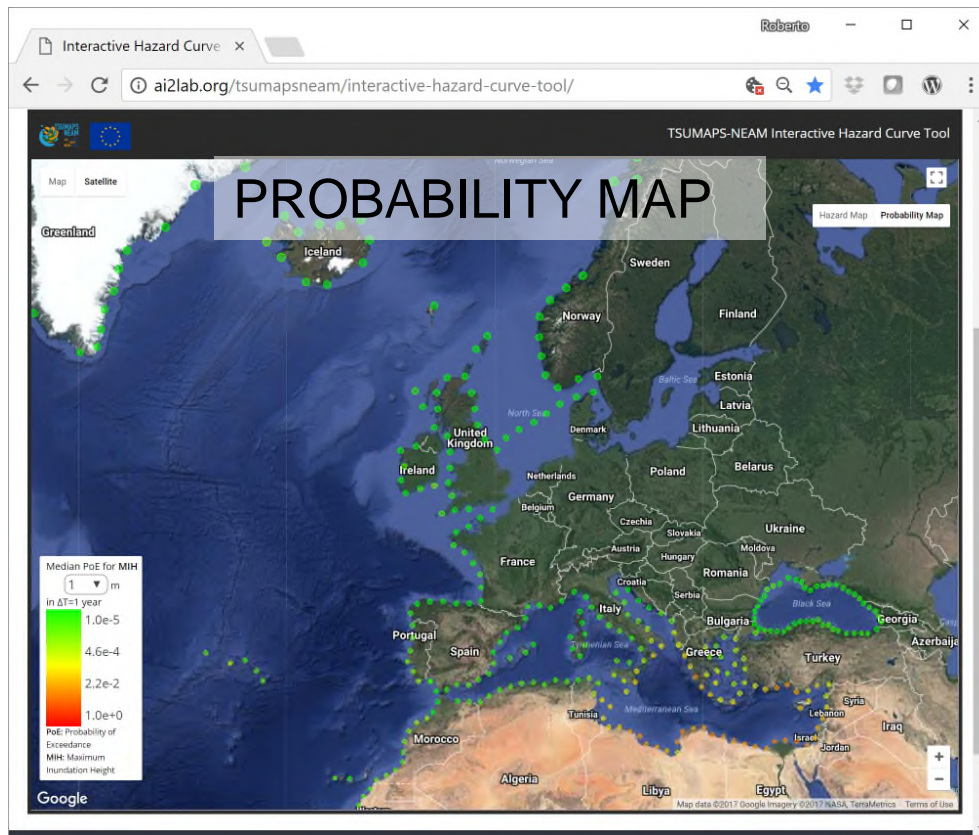 Roberto
Interactive Hazard Curve
ai2lab.org/tsumapsneam/interactive-hazard-curve-tool/
TSUMAPS
NEAM
TSUMAPS-NEAM Interactive Hazard Curve Tool
Norwegian Sea
Map Satellite
PROBABILITY MAP
Hazard Map Probability Map
Greenland
Iceland
Sweden
Norway
Finland
Baltic Sea
Estonia
North Sea
Latvia
United
Kingdom
Denmark
Lithuania
Ireland
Netherlands
Poland
Belarus
Germany
Belgium
Czechia
Slovakia
Ukraine
Austria
Hungary
Moldova
France
Romania
Croatia
Serbia
Italy
Black Sea
Bulgaria
Georgia
Portugal
Spain
Tyrrhenian Sea
Greece
Turkey
Azerbaija
Syria
Tunisia
Mediterranean Sea
Lebanon
Iraq
Israel
Jordan
Morocco
Algeria
Libya
Egypt
Median PoE for MIH
1 m
in ΔT=1 year
1.0e-5
4.6e-4
2.2e-2
1.0e+0
PoE: Probability of
Exceedance
MIH: Maximum
Inundation Height
+
−
Google
Map data ©2017 Google Imagery ©2017 NASA, TerraMetrics Terms of Use